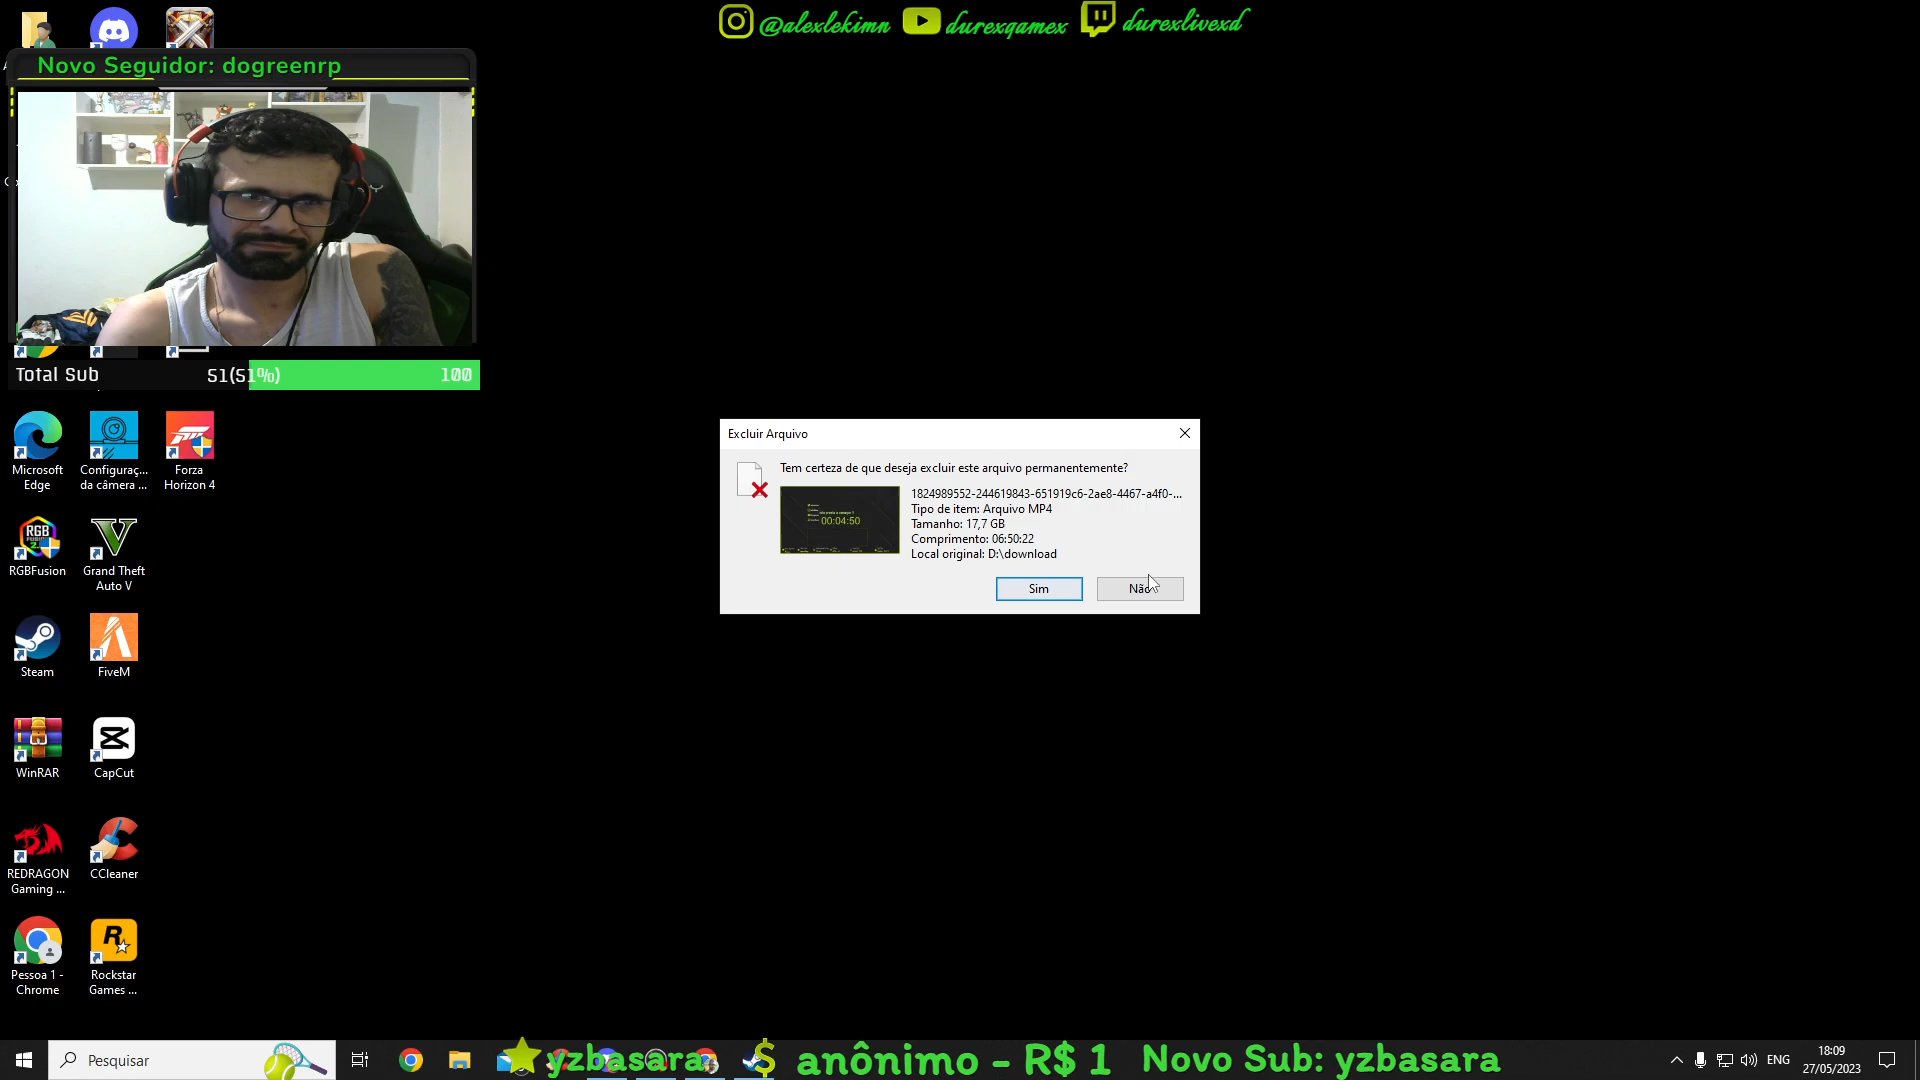 @alexlekimn durexgamex durexlivexd
Novo Seguidor: dogreenrp
Total Sub 51(51%) 100
Microsoft Edge
Configuraç... da câmera ...
Forza Horizon 4
RGBFusion
Grand Theft Auto V
Steam
FiveM
WinRAR
CapCut
REDRAGON Gaming ...
CCleaner
Pessoa 1 - Chrome
Rockstar Games ...
Excluir Arquivo
Tem certeza de que deseja excluir este arquivo permanentemente?
00:04:50
1824989552-244619843-651919c6-2ae8-4467-a4f0-...
Tipo de item: Arquivo MP4
Tamanho: 17,7 GB
Comprimento: 06:50:22
Local original: D:\download
Sim
Não
Pesquisar
yzbasara
anônimo - R$ 1
Novo Sub: yzbasara
ENG
18:09
27/05/2023